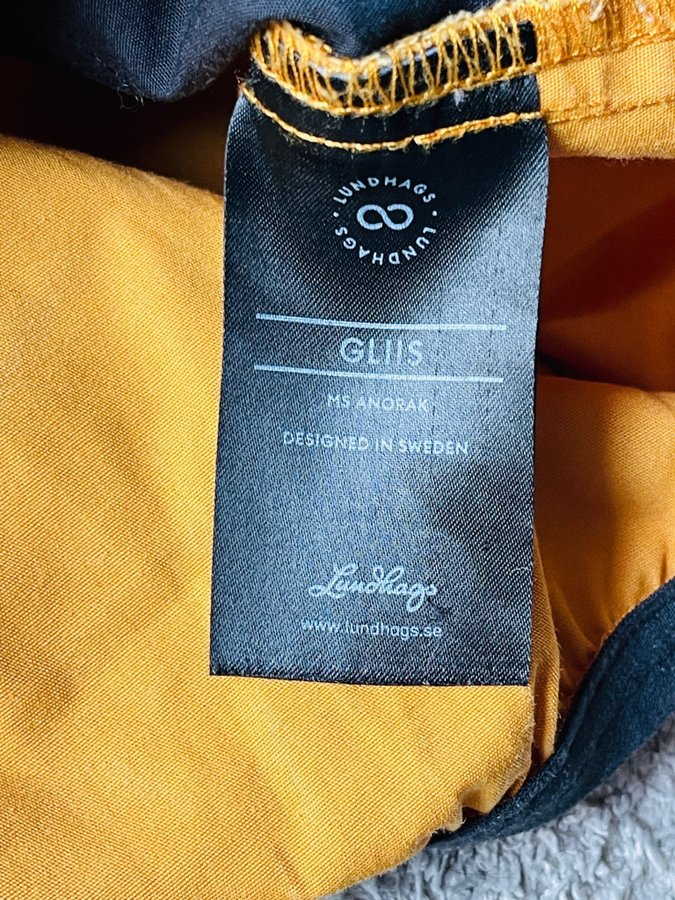 LUNDHAGS · LUNDHAGS ·
GLIIS
MS ANORAK
DESIGNED IN SWEDEN
Lundhags
www.lundhags.se